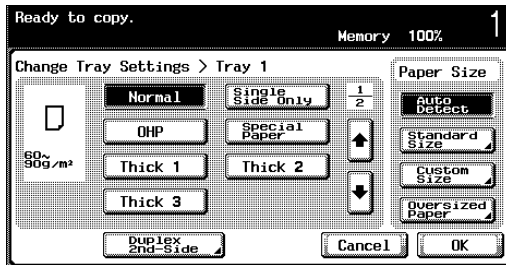 Ready to copy.
Memory 100% 1
Change Tray Settings > Tray 1
Paper Size
Normal
Single
Side Only
1
2
Auto
Detect
OHP
Special
Paper
Standard
Size
60~
90g/m²
Thick 1
Thick 2
Custom
Size
Thick 3
Oversized
Paper
Duplex
2nd-Side
Cancel
OK